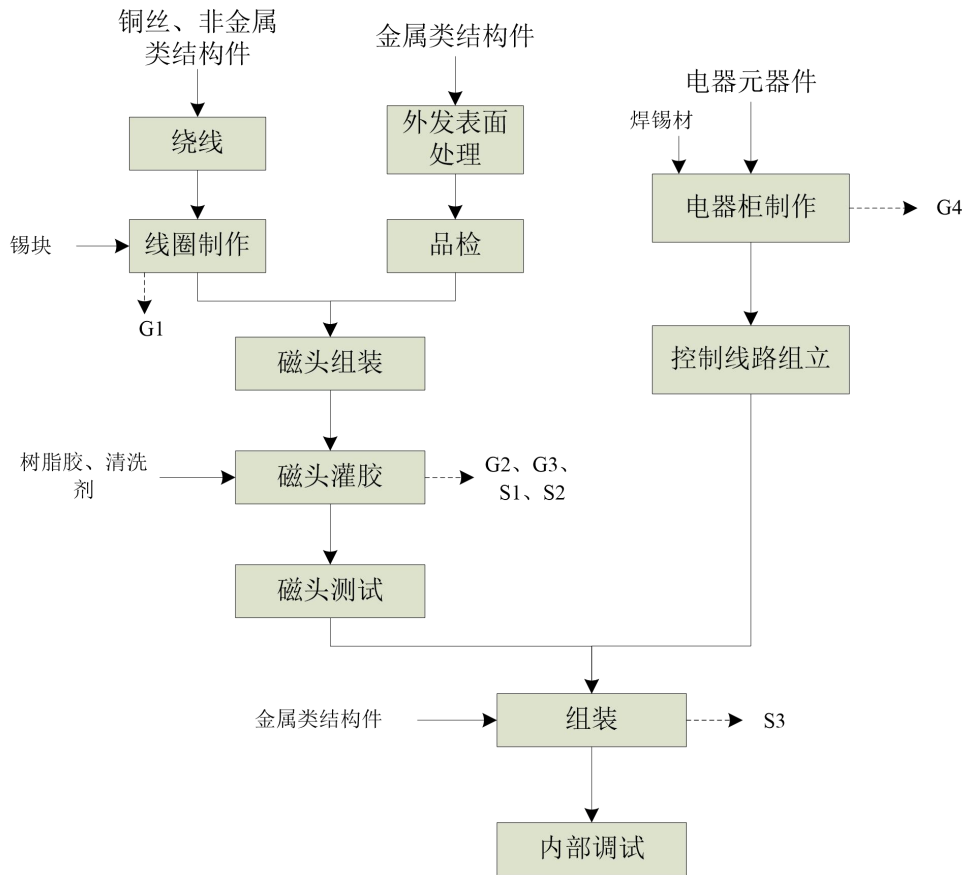 铜丝、非金属
类结构件
金属类结构件
电器元器件
焊锡材
绕线
外发表面
处理
电器柜制作
G4
锡块
线圈制作
品检
G1
磁头组装
控制线路组立
树脂胶、清洗
剂
磁头灌胶
G2、G3、
S1、S2
磁头测试
金属类结构件
组装
S3
内部调试